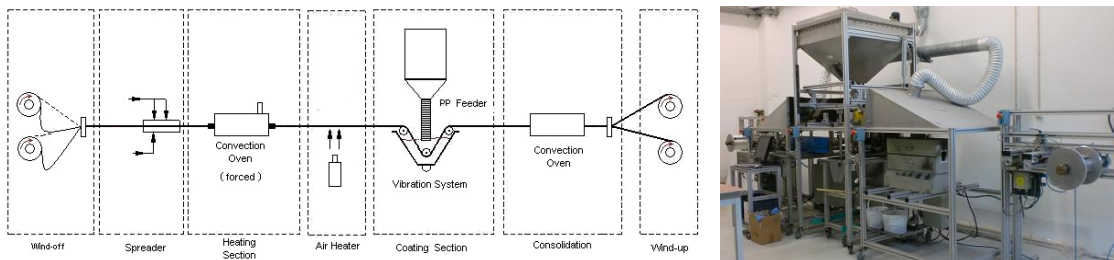 PP Feeder
Convection
Oven
( forced )
Vibration System
Convection
Oven
Wind-off
Spreader
Heating
Section
Air Heater
Coating Section
Consolidation
Wind-up